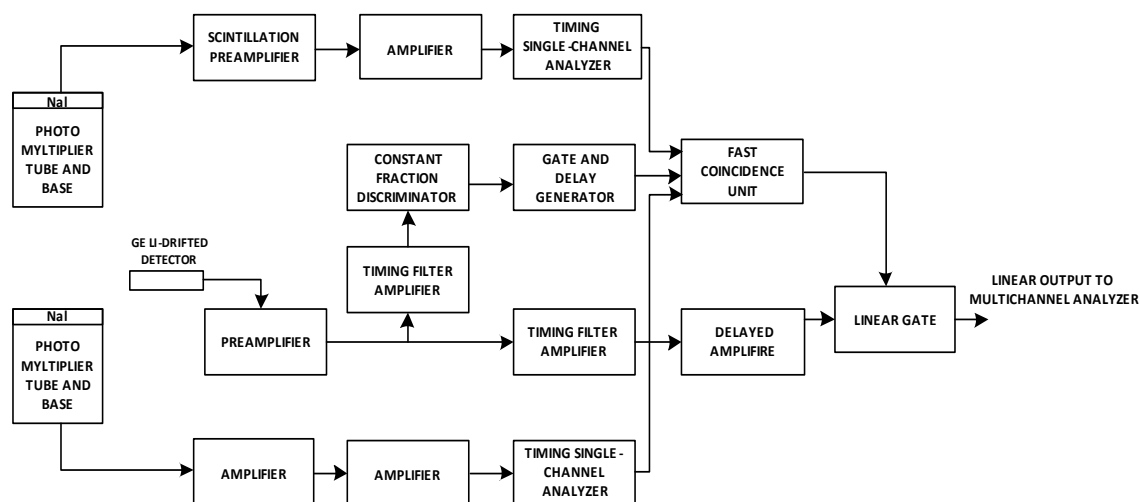 SCINTILLATION
PREAMPLIFIER
AMPLIFIER
TIMING
SINGLE -CHANNEL
ANALYZER
NaI
PHOTO
MYLTIPLIER
TUBE AND
BASE
CONSTANT
FRACTION
DISCRIMINATOR
GATE AND
DELAY
GENERATOR
FAST
COINCIDENCE
UNIT
GE LI-DRIFTED
DETECTOR
TIMING FILTER
AMPLIFIER
LINEAR OUTPUT TO
MULTICHANNEL ANALYZER
NaI
PHOTO
MYLTIPLIER
TUBE AND
BASE
PREAMPLIFIER
TIMING FILTER
AMPLIFIER
DELAYED
AMPLIFIRE
LINEAR GATE
AMPLIFIER
AMPLIFIER
TIMING SINGLE -
CHANNEL
ANALYZER